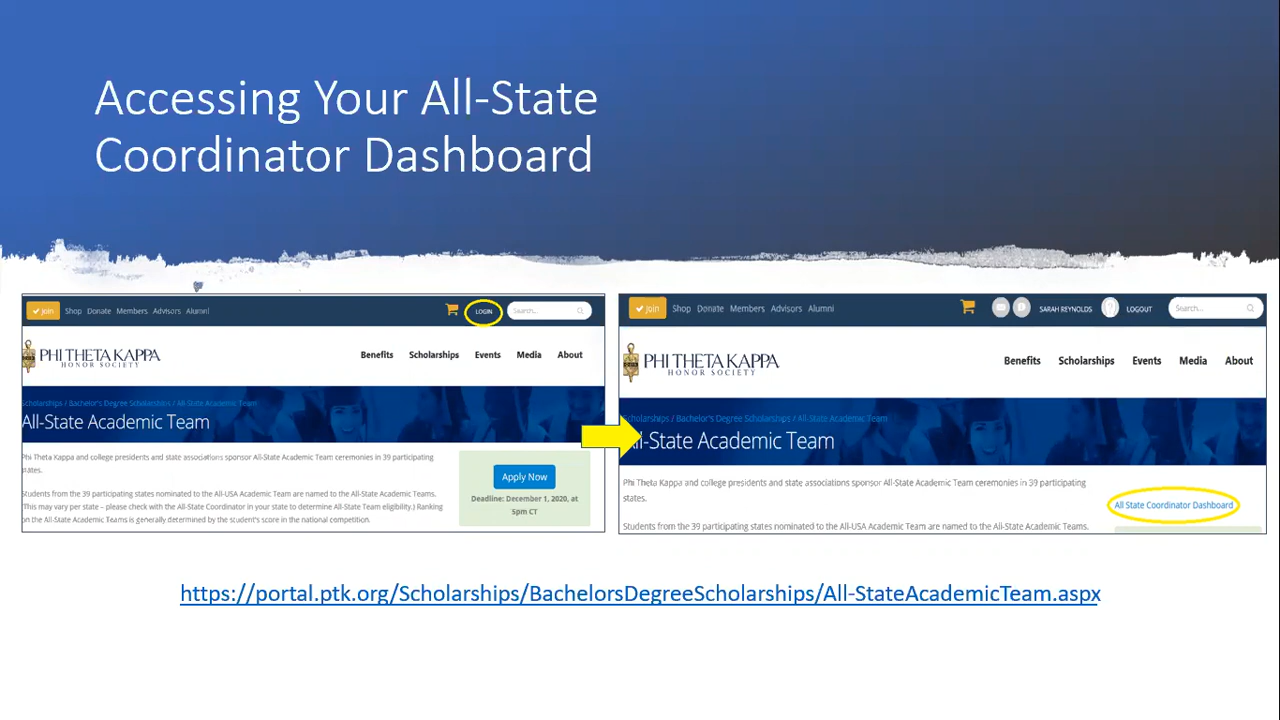 Accessing Your All-State
Coordinator Dashboard
Join Shop Donate Members Advisors Alumni LOGIN Search...
PHI THETA KAPPA
HONOR SOCIETY
Benefits Scholarships Events Media About
Scholarships / Bachelor's Degree Scholarships / All-State Academic Team
All-State Academic Team
Phi Theta Kappa and college presidents and state associations sponsor All-State Academic Team ceremonies in 39 participating
states.
Students from the 39 participating states nominated to the All-USA Academic Team are named to the All-State Academic Teams.
(This may vary per state – please check with the All-State Coordinator in your state to determine All-State Team eligibility.) Ranking
on the All-State Academic Teams is generally determined by the student's score in the national competition.
Apply Now
Deadline: December 1, 2020, at
5pm CT
Join Shop Donate Members Advisors Alumni SARAH REYNOLDS LOGOUT Search...
PHI THETA KAPPA
HONOR SOCIETY
Benefits Scholarships Events Media About
Scholarships / Bachelor's Degree Scholarships / All-State Academic Team
ll-State Academic Team
Phi Theta Kappa and college presidents and state associations sponsor All-State Academic Team ceremonies in 39 participating
states.
Students from the 39 participating states nominated to the All-USA Academic Team are named to the All-State Academic Teams.
All State Coordinator Dashboard
https://portal.ptk.org/Scholarships/BachelorsDegreeScholarships/All-StateAcademicTeam.aspx